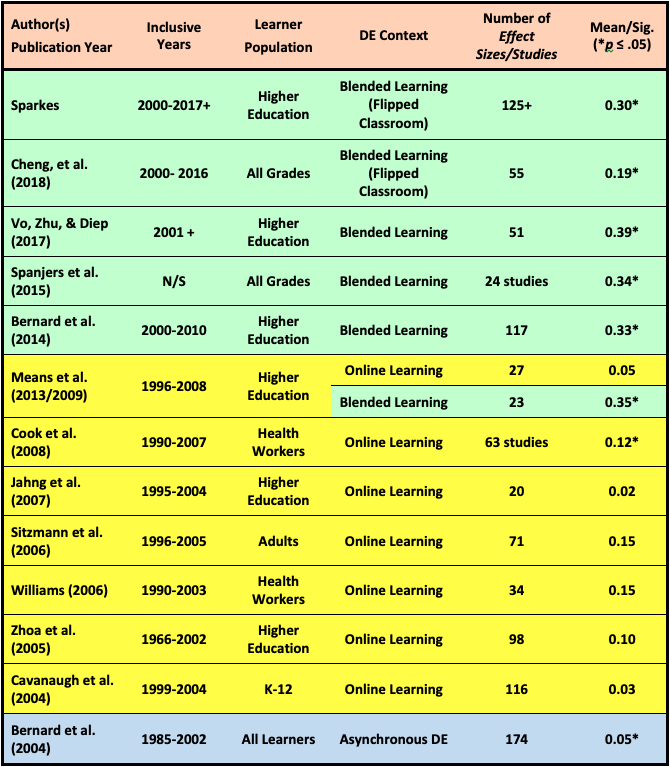 Author(s)
Publication Year
Inclusive
Years
Learner
Population
DE Context
Number of
Effect
Sizes/Studies
Mean/Sig.
(*p ≤ .05)
Sparkes
2000-2017+
Higher
Education
Blended Learning
(Flipped
Classroom)
125+
0.30*
Cheng, et al.
(2018)
2000- 2016
All Grades
Blended Learning
(Flipped
Classroom)
55
0.19*
Vo, Zhu, & Diep
(2017)
2001 +
Higher
Education
Blended Learning
51
0.39*
Spanjers et al.
(2015)
N/S
All Grades
Blended Learning
24 studies
0.34*
Bernard et al.
(2014)
2000-2010
Higher
Education
Blended Learning
117
0.33*
Means et al.
(2013/2009)
1996-2008
Higher
Education
Online Learning
27
0.05
Blended Learning
23
0.35*
Cook et al.
(2008)
1990-2007
Health
Workers
Online Learning
63 studies
0.12*
Jahng et al.
(2007)
1995-2004
Higher
Education
Online Learning
20
0.02
Sitzmann et al.
(2006)
1996-2005
Adults
Online Learning
71
0.15
Williams (2006)
1990-2003
Health
Workers
Online Learning
34
0.15
Zhoa et al.
(2005)
1966-2002
Higher
Education
Online Learning
98
0.10
Cavanaugh et al.
(2004)
1999-2004
K-12
Online Learning
116
0.03
Bernard et al.
(2004)
1985-2002
All Learners
Asynchronous DE
174
0.05*